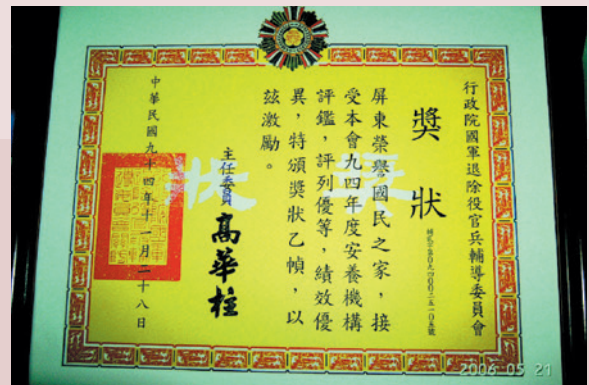 行政院國軍退除役官兵輔導委員會
獎狀
屏東榮譽國民之家，接
受本會九四年度安養機構
評鑑，評列優等，績效優
異，特頒獎狀乙幀，以
玆激勵。
主任委員 高華柱
中華民國九十四年十一月二十八日
獎狀
2006 05 21